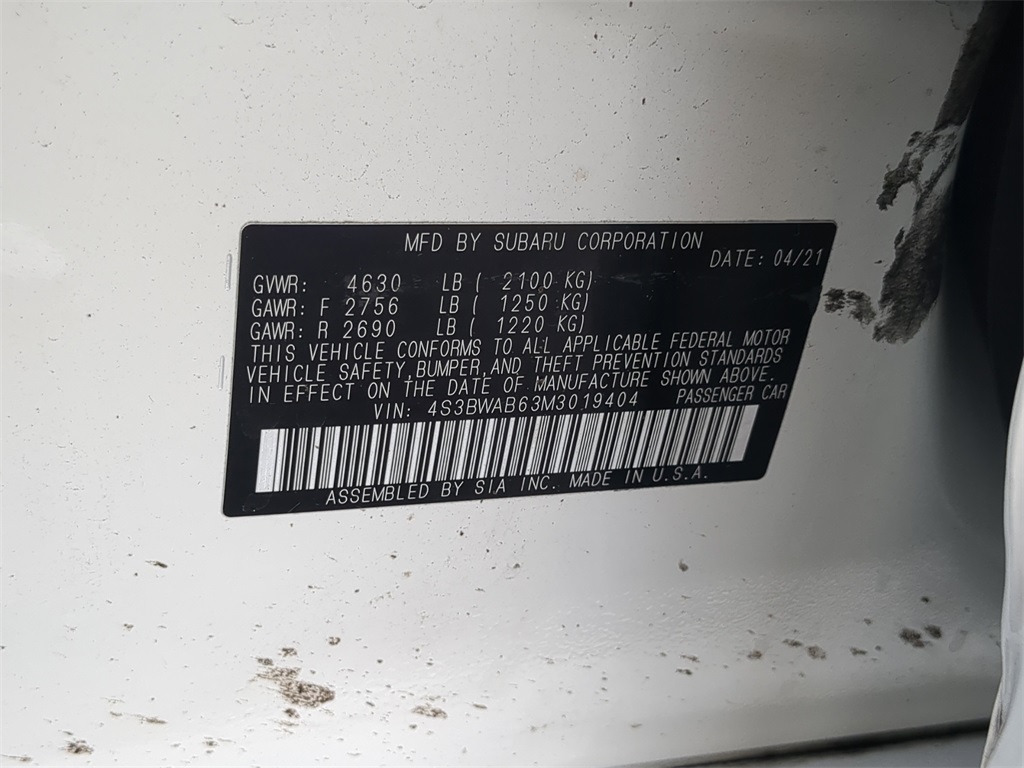 MFD BY SUBARU CORPORATION
DATE: 04/21
GVWR: 4630 LB ( 2100 KG)
GAWR: F 2756 LB ( 1250 KG)
GAWR: R 2690 LB ( 1220 KG)
THIS VEHICLE CONFORMS TO ALL APPLICABLE FEDERAL MOTOR
VEHICLE SAFETY, BUMPER, AND THEFT PREVENTION STANDARDS
IN EFFECT ON THE DATE OF MANUFACTURE SHOWN ABOVE.
VIN: 4S3BWAB63M3019404 PASSENGER CAR
ASSEMBLED BY SIA INC. MADE IN U.S.A.